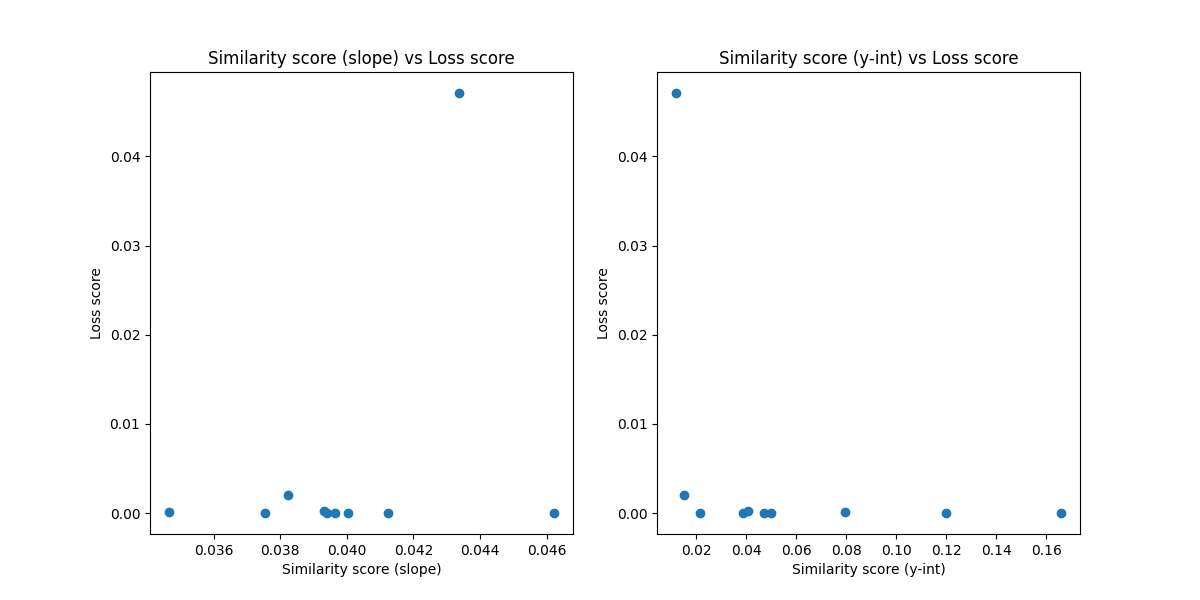 Similarity score (slope) vs Loss score
Loss score
0.04
0.03
0.02
0.01
0.00
0.036 0.038 0.040 0.042 0.044 0.046
Similarity score (slope)
Similarity score (y-int) vs Loss score
Loss score
0.04
0.03
0.02
0.01
0.00
0.02 0.04 0.06 0.08 0.10 0.12 0.14 0.16
Similarity score (y-int)